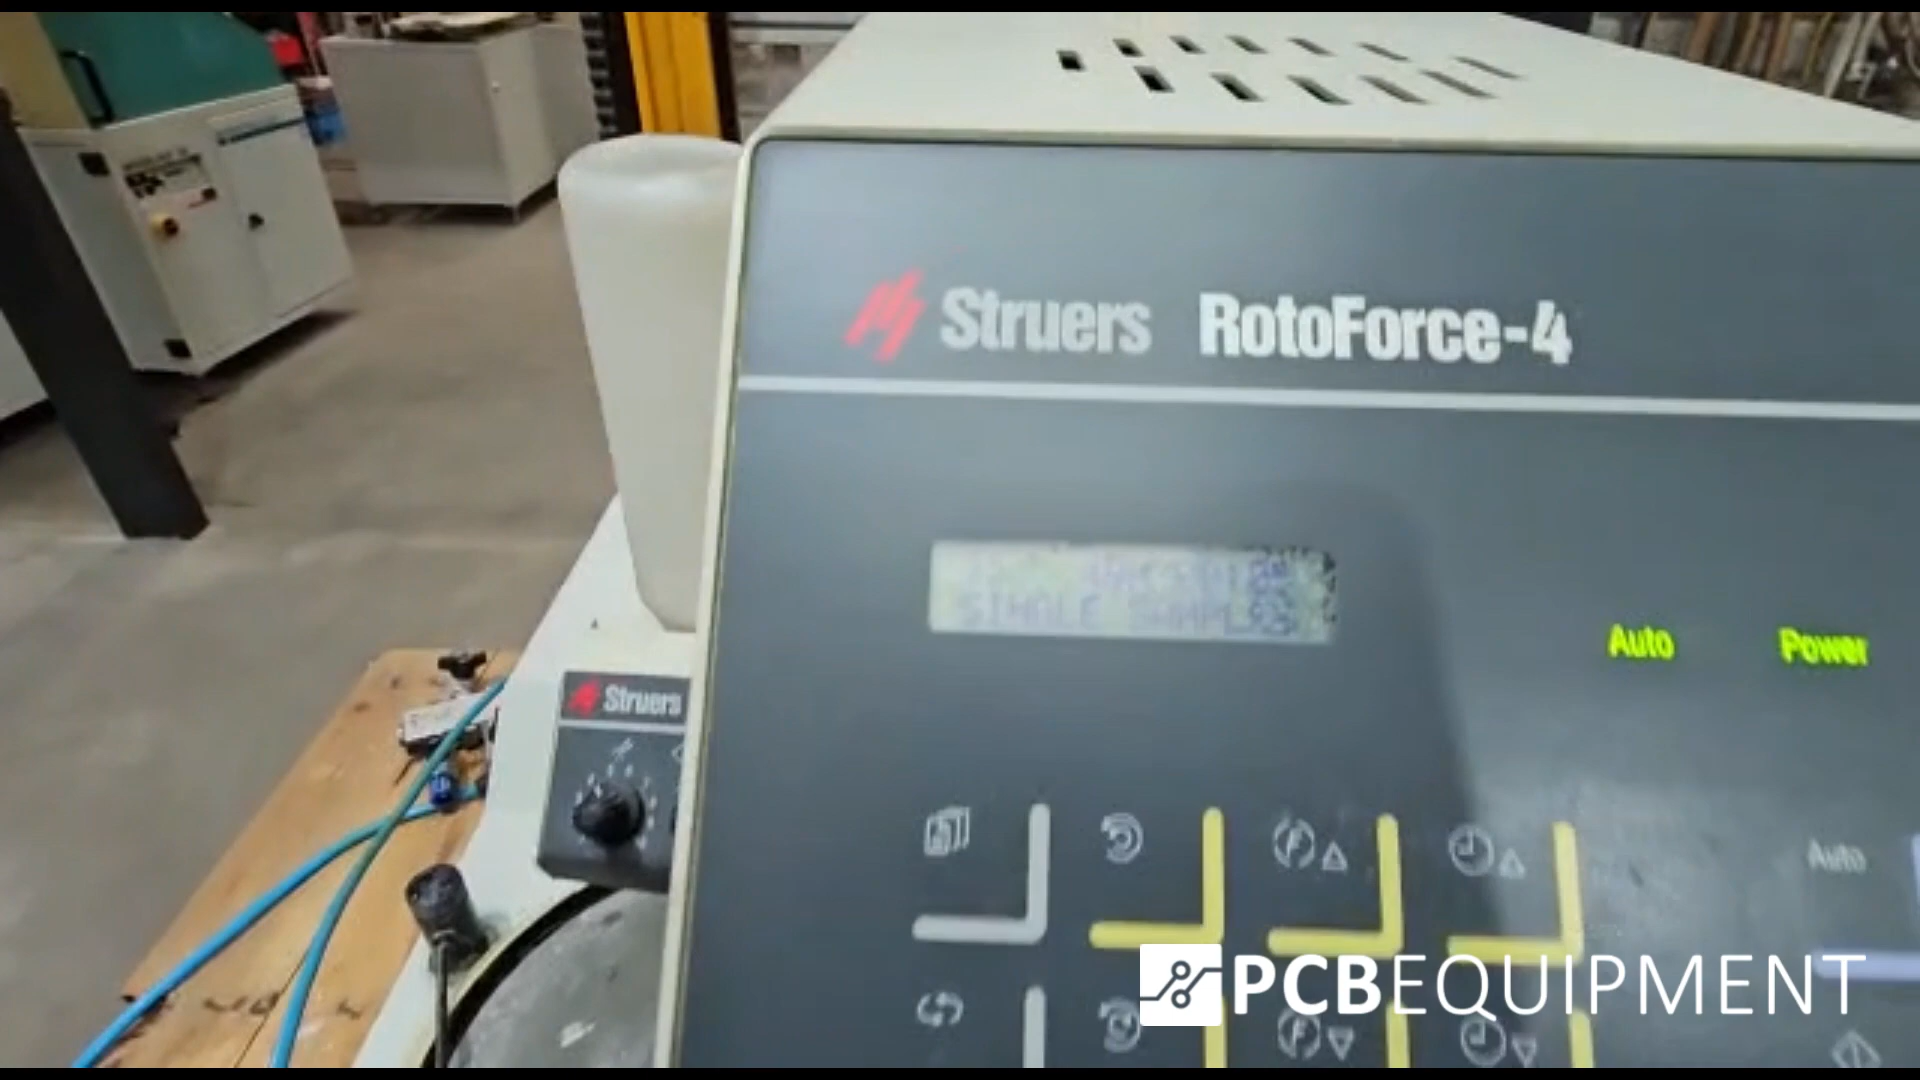 Struers RotoForce-4
Auto Power
Struers
Auto
PCBEQUIPMENT